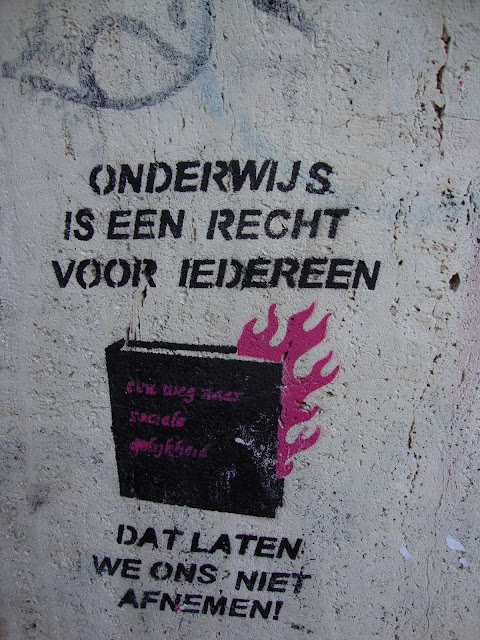 ONDERWIJS
IS EEN RECHT
VOOR IEDEREEN
een weg naar
sociale
gelijkheid
DAT LATEN
WE ONS NIET
AFNEMEN!